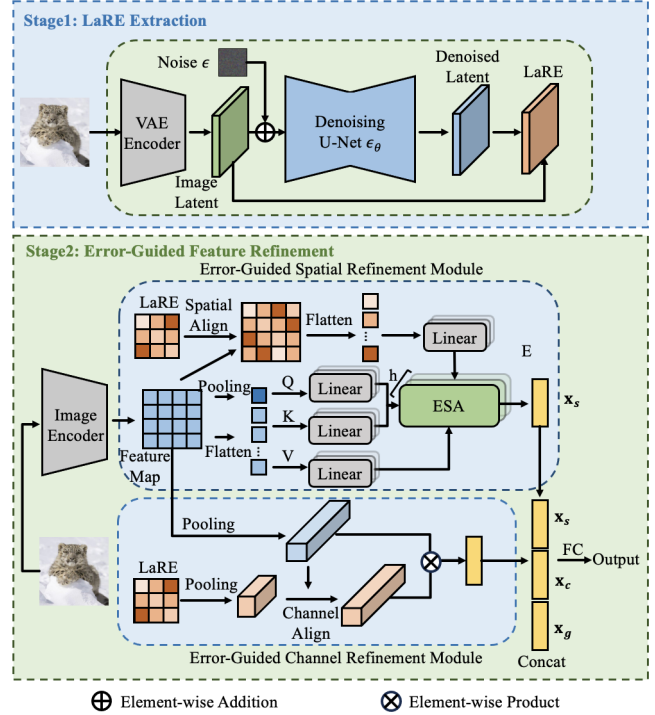 Stage1: LaRE Extraction
Noise ϵ
VAE
Encoder
Image
Latent
Denoising
U-Net ϵθ
Denoised
Latent
LaRE
Stage2: Error-Guided Feature Refinement
Error-Guided Spatial Refinement Module
LaRE
Spatial
Align
Flatten
Linear
E
Image
Encoder
Feature
Map
Pooling
Flatten
Q
K
V
Linear
Linear
Linear
h
ESA
xs
Pooling
LaRE
Pooling
Channel
Align
xs
xc
xg
FC
Output
Concat
Error-Guided Channel Refinement Module
Element-wise Addition
Element-wise Product